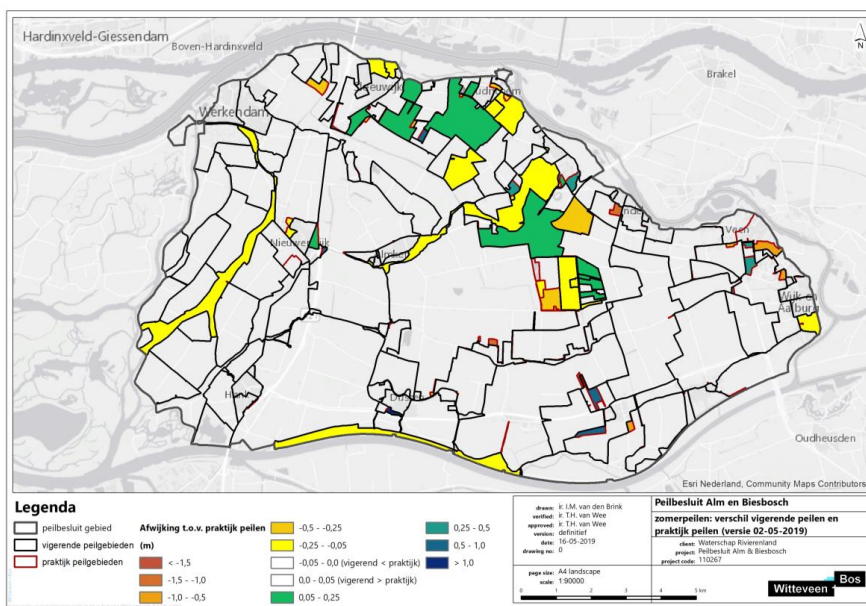 Hardinxveld-Giessendam
Boven-Hardinxveld
N
Brakel
Werkendam
Veen
Nieuwendijk
Wijk en
Aalburg
Oudheusden
Esri Nederland, Community Maps Contributors
Legenda
peilbesluit gebied
vigerende peilgebieden
praktijk peilgebieden
Afwijking t.o.v. praktijk peilen
(m)
< -1,5
-1,5 - -1,0
-1,0 - -0,5
-0,5 - -0,25
-0,25 - -0,05
-0,05 - 0,0 (vigerend < praktijk)
0,0 - 0,05 (vigerend > praktijk)
0,05 - 0,25
0,25 - 0,5
0,5 - 1,0
> 1,0
drawn: ir. I.M. van den Brink
verified: ir. T.H. van Wee
approved: ir. T.H. van Wee
version: definitief
date: 16-05-2019
drawing no: 0
page size: A4 landscape
scale: 1:90000
Peilbesluit Alm en Biesbosch
zomerpeilen: verschil vigerende peilen en
praktijk peilen (versie 02-05-2019)
client: Waterschap Rivierenland
project: Peilbesluit Alm & Biesbosch
project code: 110267
0 1 2 3 4 5 km
Witteveen Bos